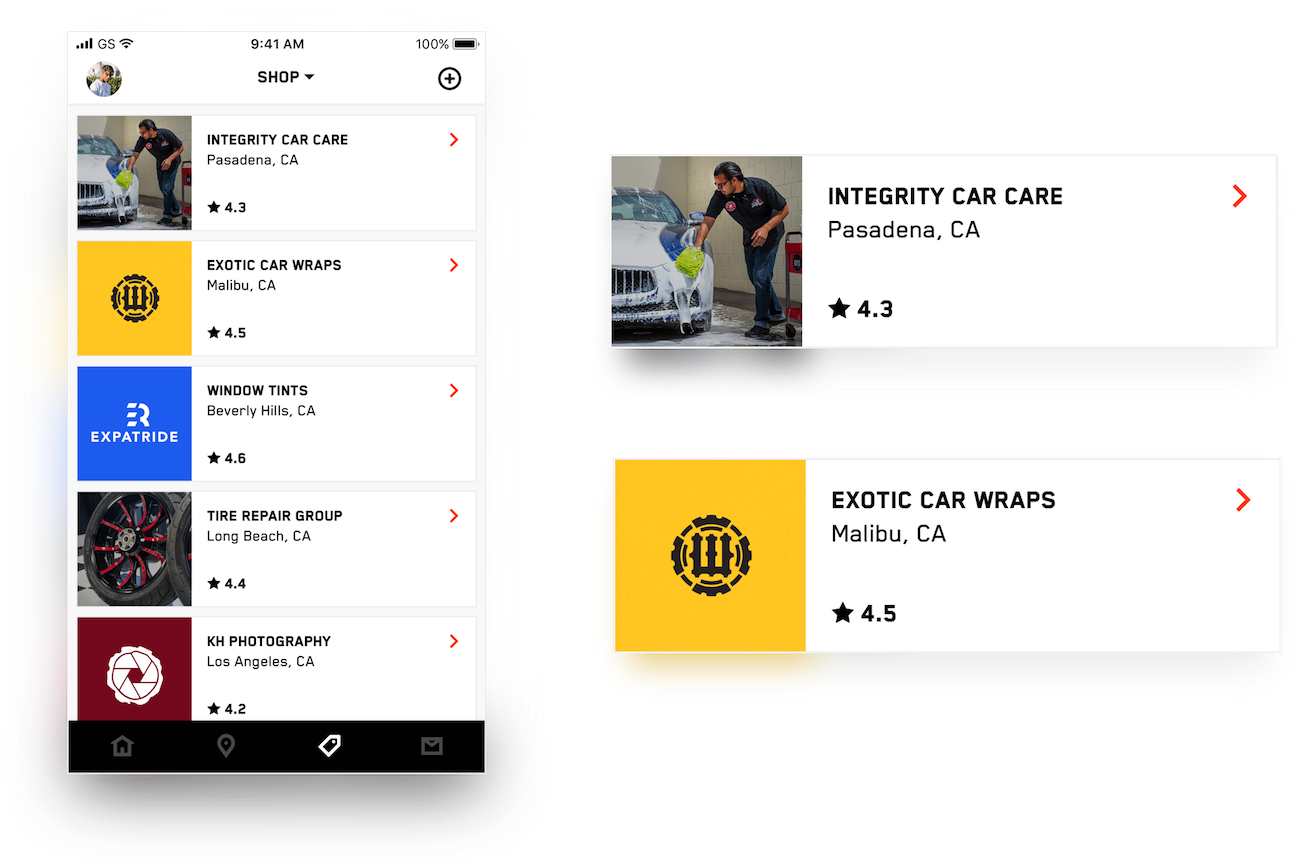 GS 9:41 AM 100%
SHOP
INTEGRITY CAR CARE
Pasadena, CA
4.3
EXOTIC CAR WRAPS
Malibu, CA
4.5
ER
EXPATRIDE
WINDOW TINTS
Beverly Hills, CA
4.6
TIRE REPAIR GROUP
Long Beach, CA
4.4
KH PHOTOGRAPHY
Los Angeles, CA
4.2
INTEGRITY CAR CARE
Pasadena, CA
4.3
EXOTIC CAR WRAPS
Malibu, CA
4.5